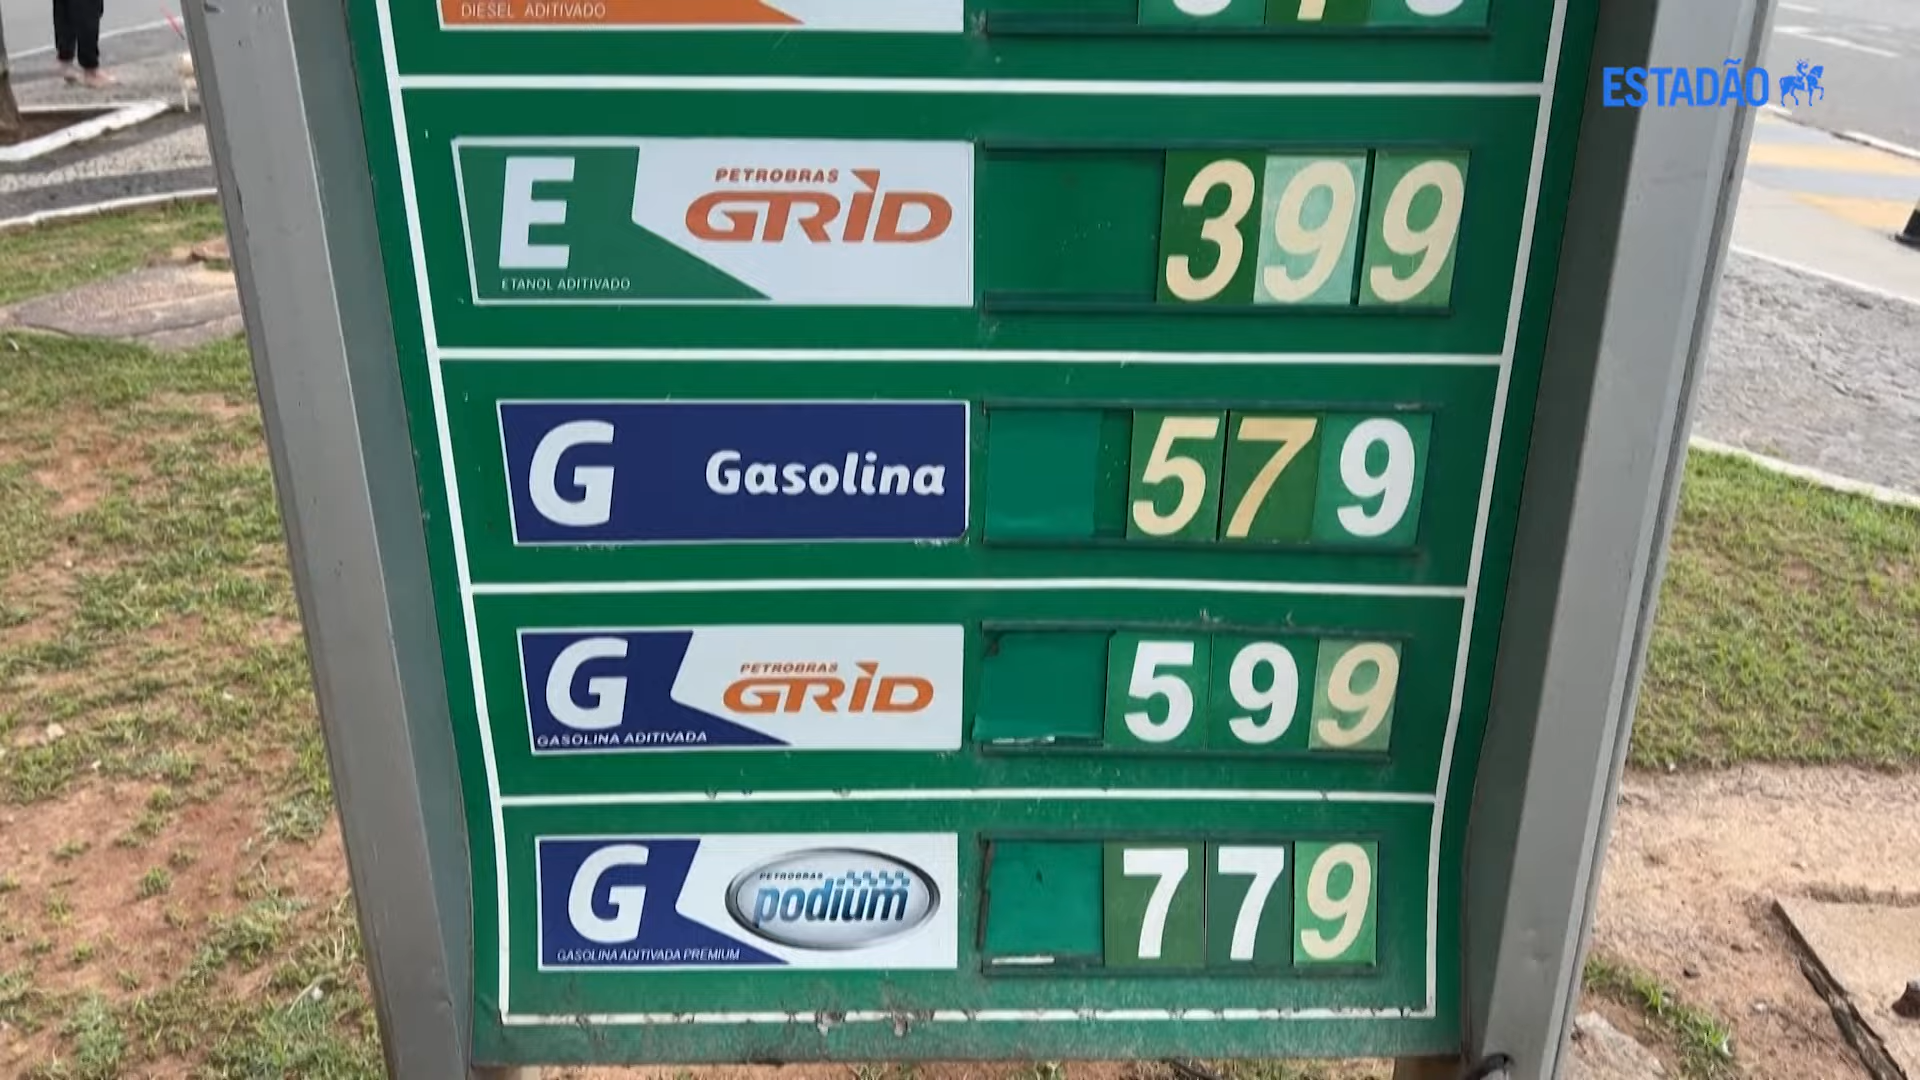 DIESEL ADITIVADO
ESTADÃO
E PETROBRAS GRID 399
ETANOL ADITIVADO
G Gasolina 579
G PETROBRAS GRID 599
GASOLINA ADITIVADA
G PETROBRAS podium 779
GASOLINA ADITIVADA PREMIUM